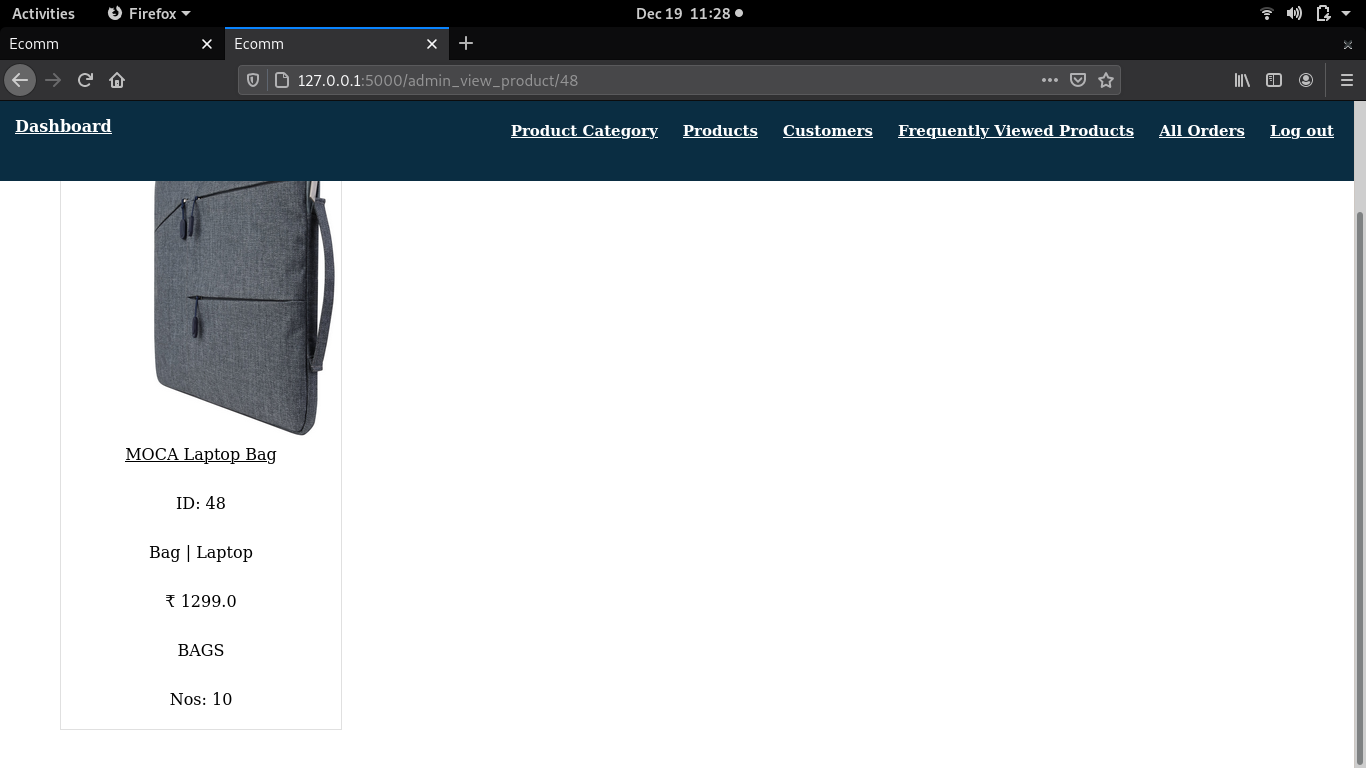 Activities Firefox Dec 19 11:28
Ecomm Ecomm
127.0.0.1:5000/admin_view_product/48
Dashboard Product Category Products Customers Frequently Viewed Products All Orders Log out
MOCA Laptop Bag
ID: 48
Bag | Laptop
₹ 1299.0
BAGS
Nos: 10